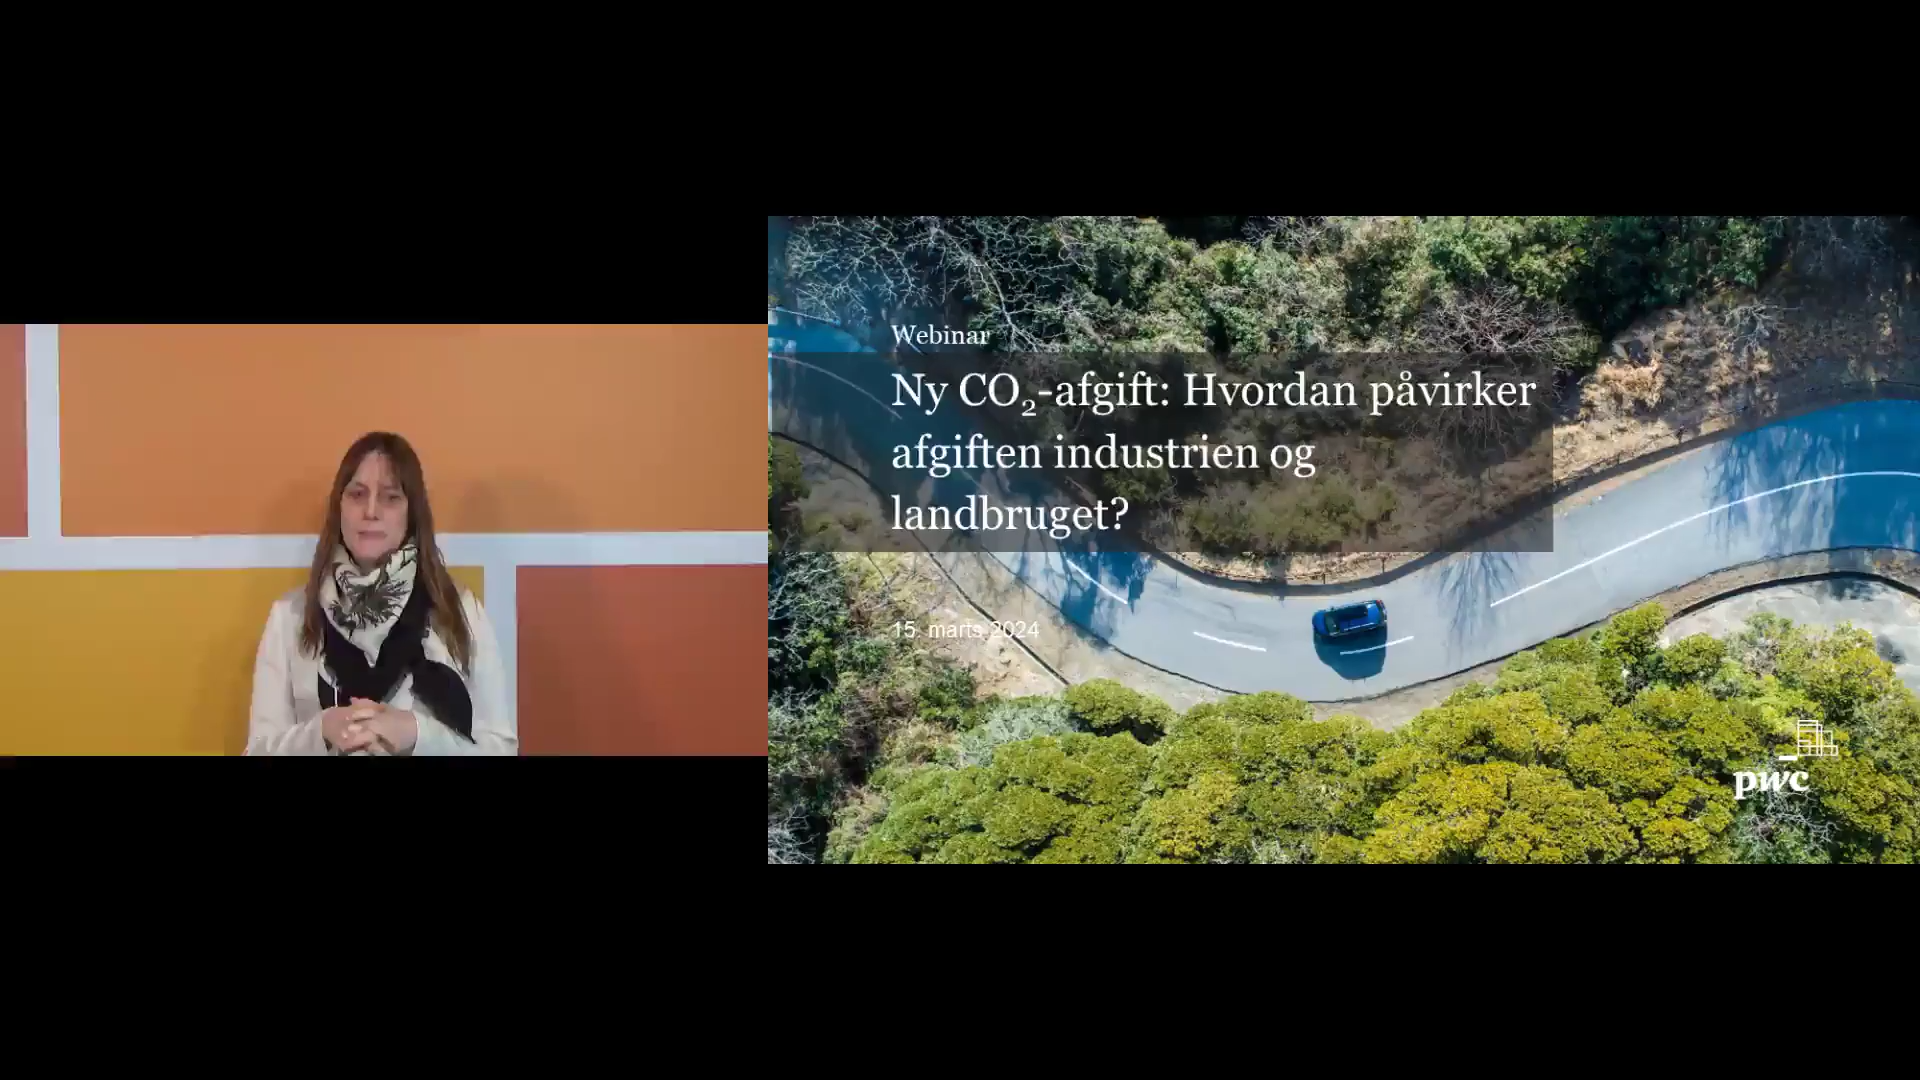 Webinar
Ny CO₂-afgift: Hvordan påvirker
afgiften industrien og
landbruget?
15. marts 2024
pwc